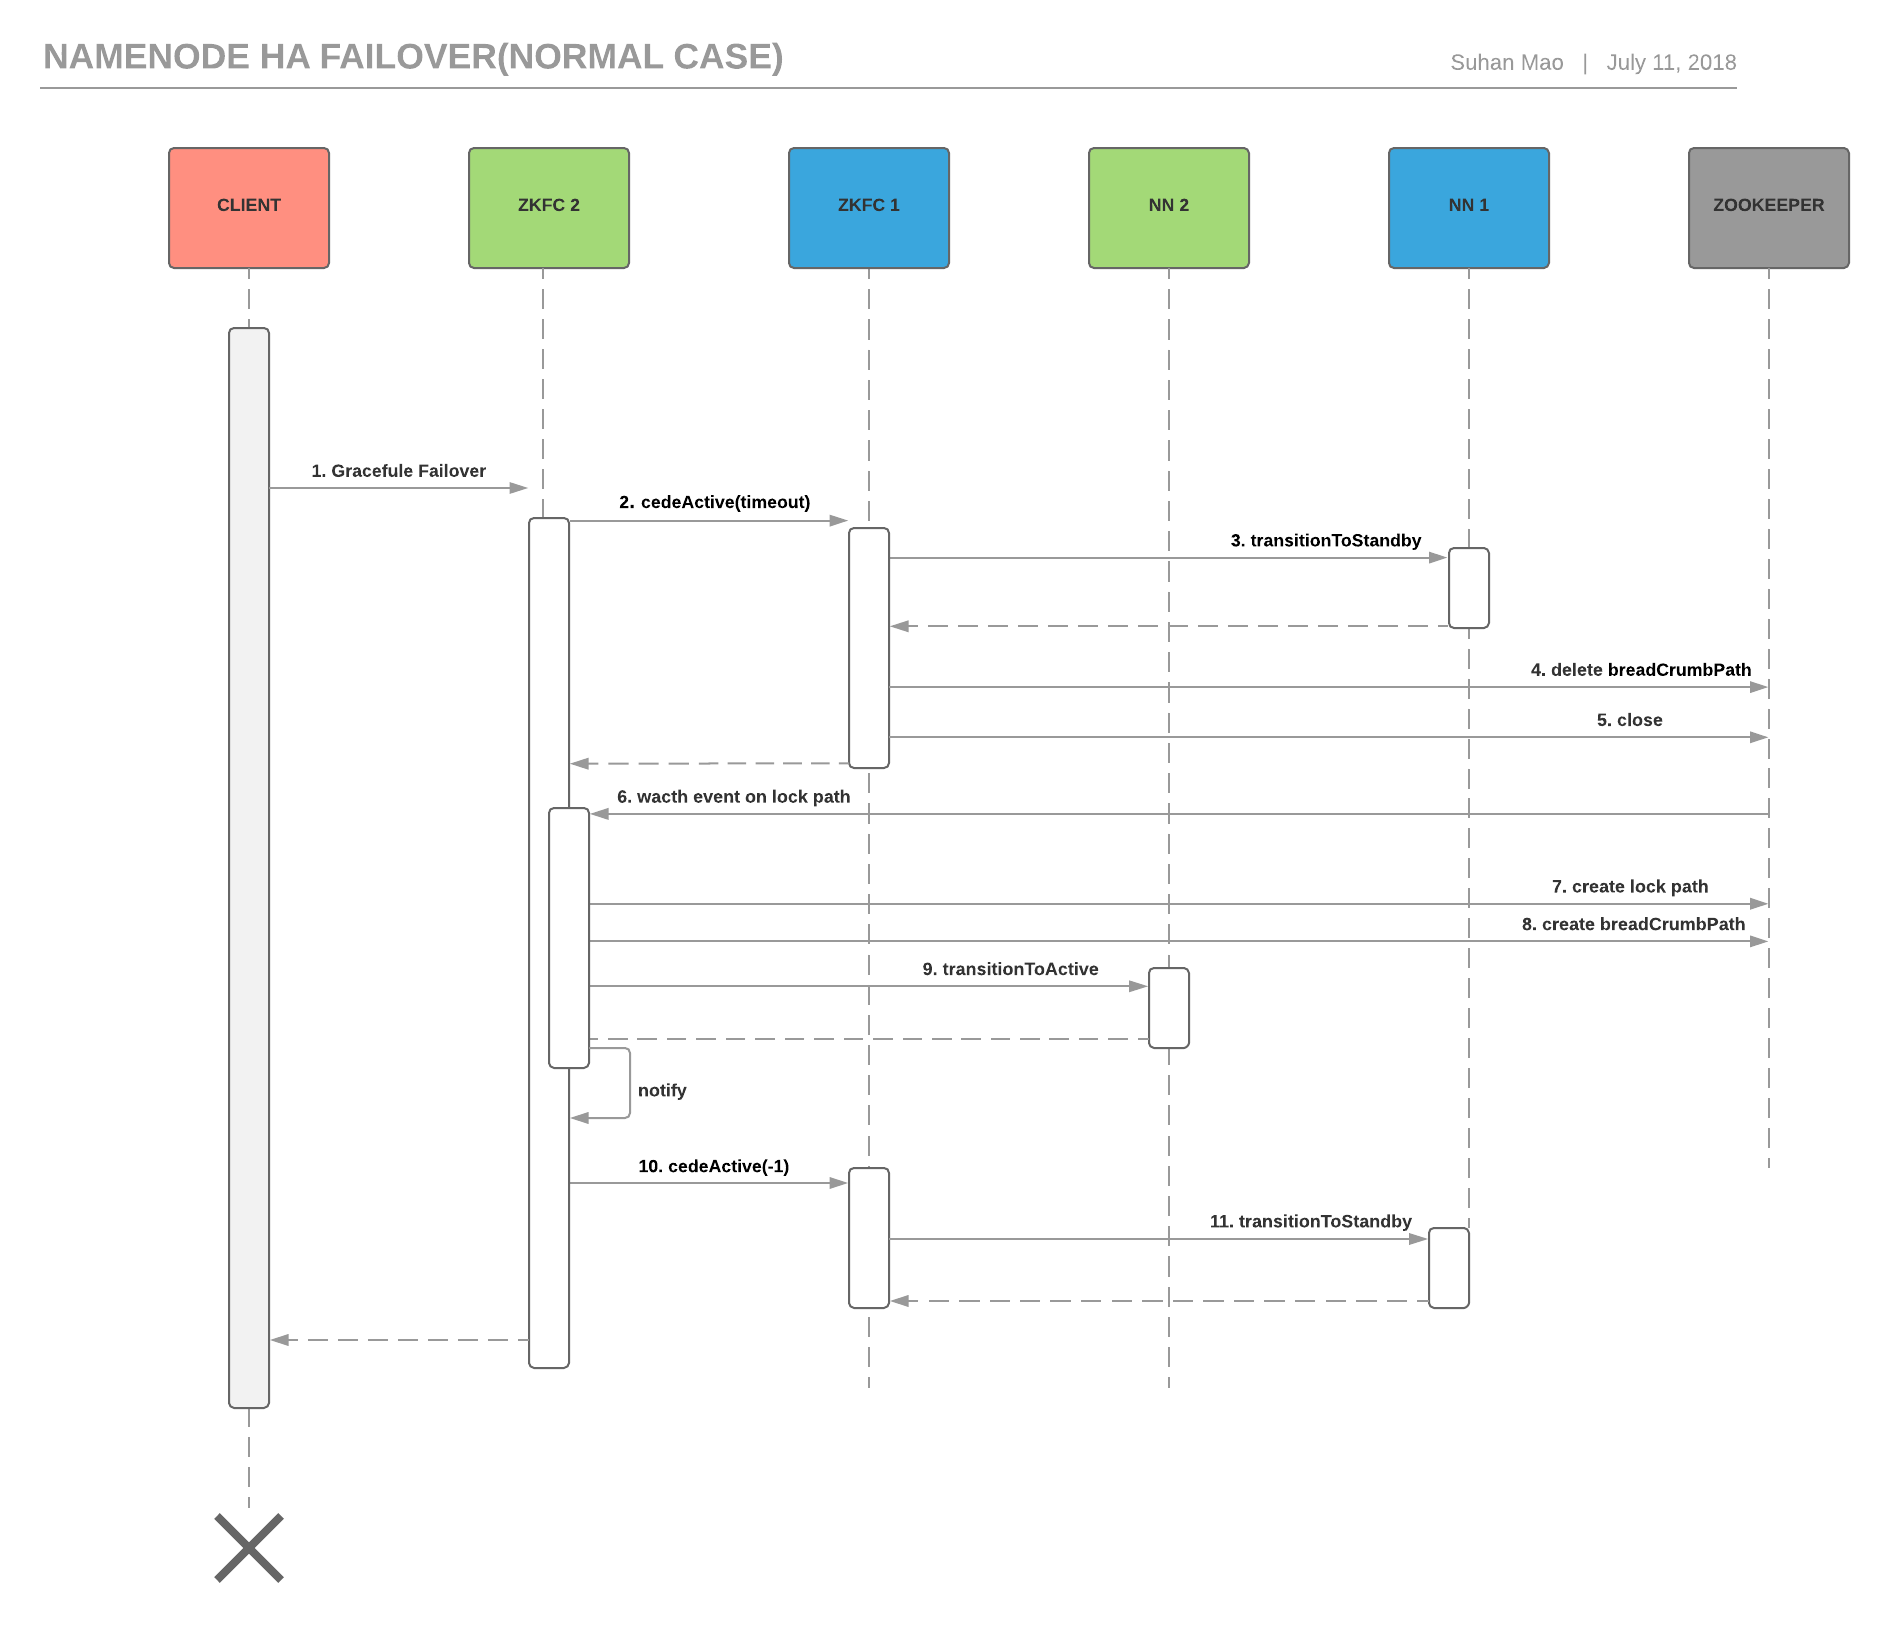 NAMENODE HA FAILOVER(NORMAL CASE)
Suhan Mao | July 11, 2018
CLIENT
ZKFC 2
ZKFC 1
NN 2
NN 1
ZOOKEEPER
1. Gracefule Failover
2. cedeActive(timeout)
3. transitionToStandby
4. delete breadCrumbPath
5. close
6. wacth event on lock path
7. create lock path
8. create breadCrumbPath
9. transitionToActive
notify
10. cedeActive(-1)
11. transitionToStandby